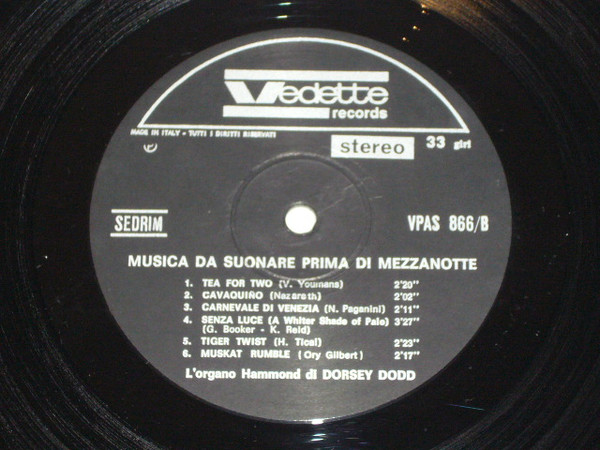 Vedette
records
MADE IN ITALY - TUTTI I DIRITTI RISERVATI
stereo 33 giri
SEDRIM VPAS 866/B
MUSICA DA SUONARE PRIMA DI MEZZANOTTE
1. TEA FOR TWO (V. Youmans) 2'20"
2. CAVAQUIÑO (Nazareth) 2'02"
3. CARNEVALE DI VENEZIA (N. Paganini) 2'11"
4. SENZA LUCE (A Whiter Shade of Pale) 3'27"
(G. Booker - K. Reid)
5. TIGER TWIST (H. Tical) 2'23"
6. MUSKAT RUMBLE (Ory Gilbert) 2'17"
L'organo Hammond di DORSEY DODD